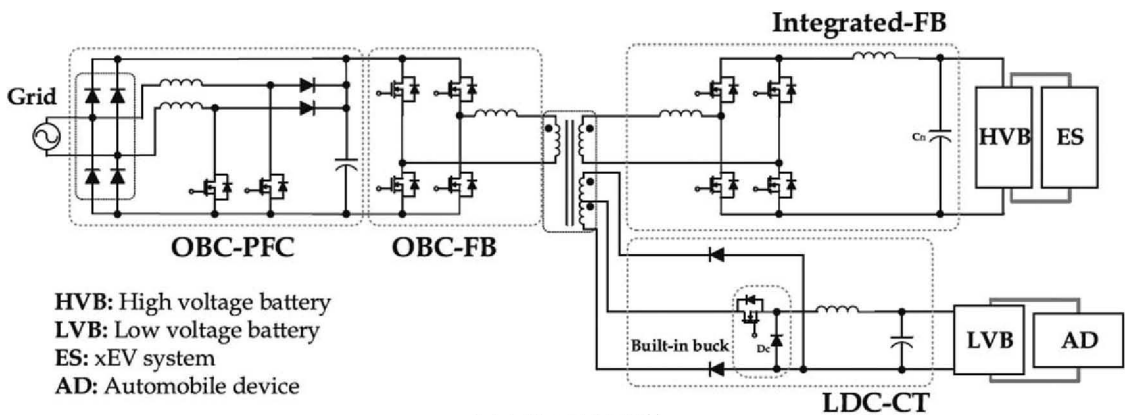 Integrated-FB
Grid
Cn
HVB
ES
OBC-PFC
OBC-FB
HVB: High voltage battery
LVB: Low voltage battery
ES: xEV system
AD: Automobile device
Built-in buck
Dc
LVB
AD
LDC-CT